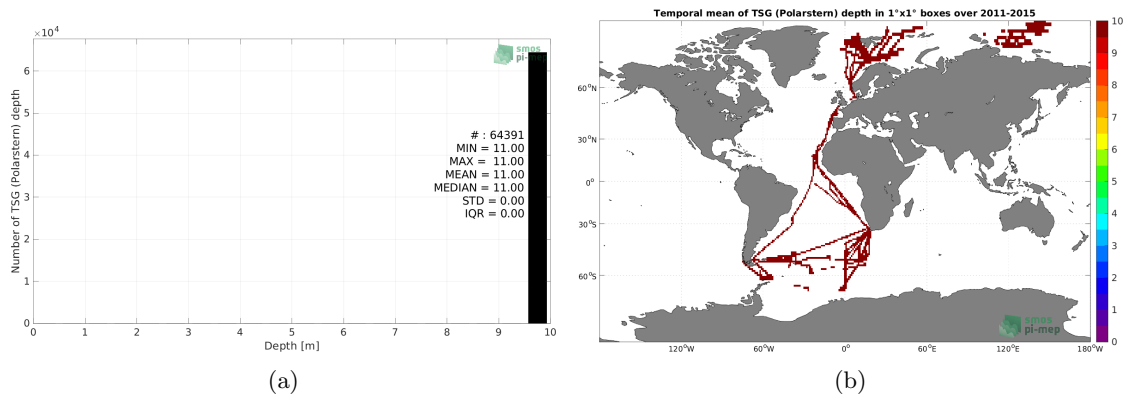 ×10⁴
smos
pi-mep
6
5
4
3
2
1
0
# : 64391
MIN = 11.00
MAX = 11.00
MEAN = 11.00
MEDIAN = 11.00
STD = 0.00
IQR = 0.00
Number of TSG (Polarstern) depth
0 1 2 3 4 5 6 7 8 9 10
Depth [m]
(a)
Temporal mean of TSG (Polarstern) depth in 1°x1° boxes over 2011-2015
60°N
30°N
0°
30°S
60°S
120°W 60°W 0° 60°E 120°E 180°W
smos
pi-mep
10
9
8
7
6
5
4
3
2
1
0
(b)